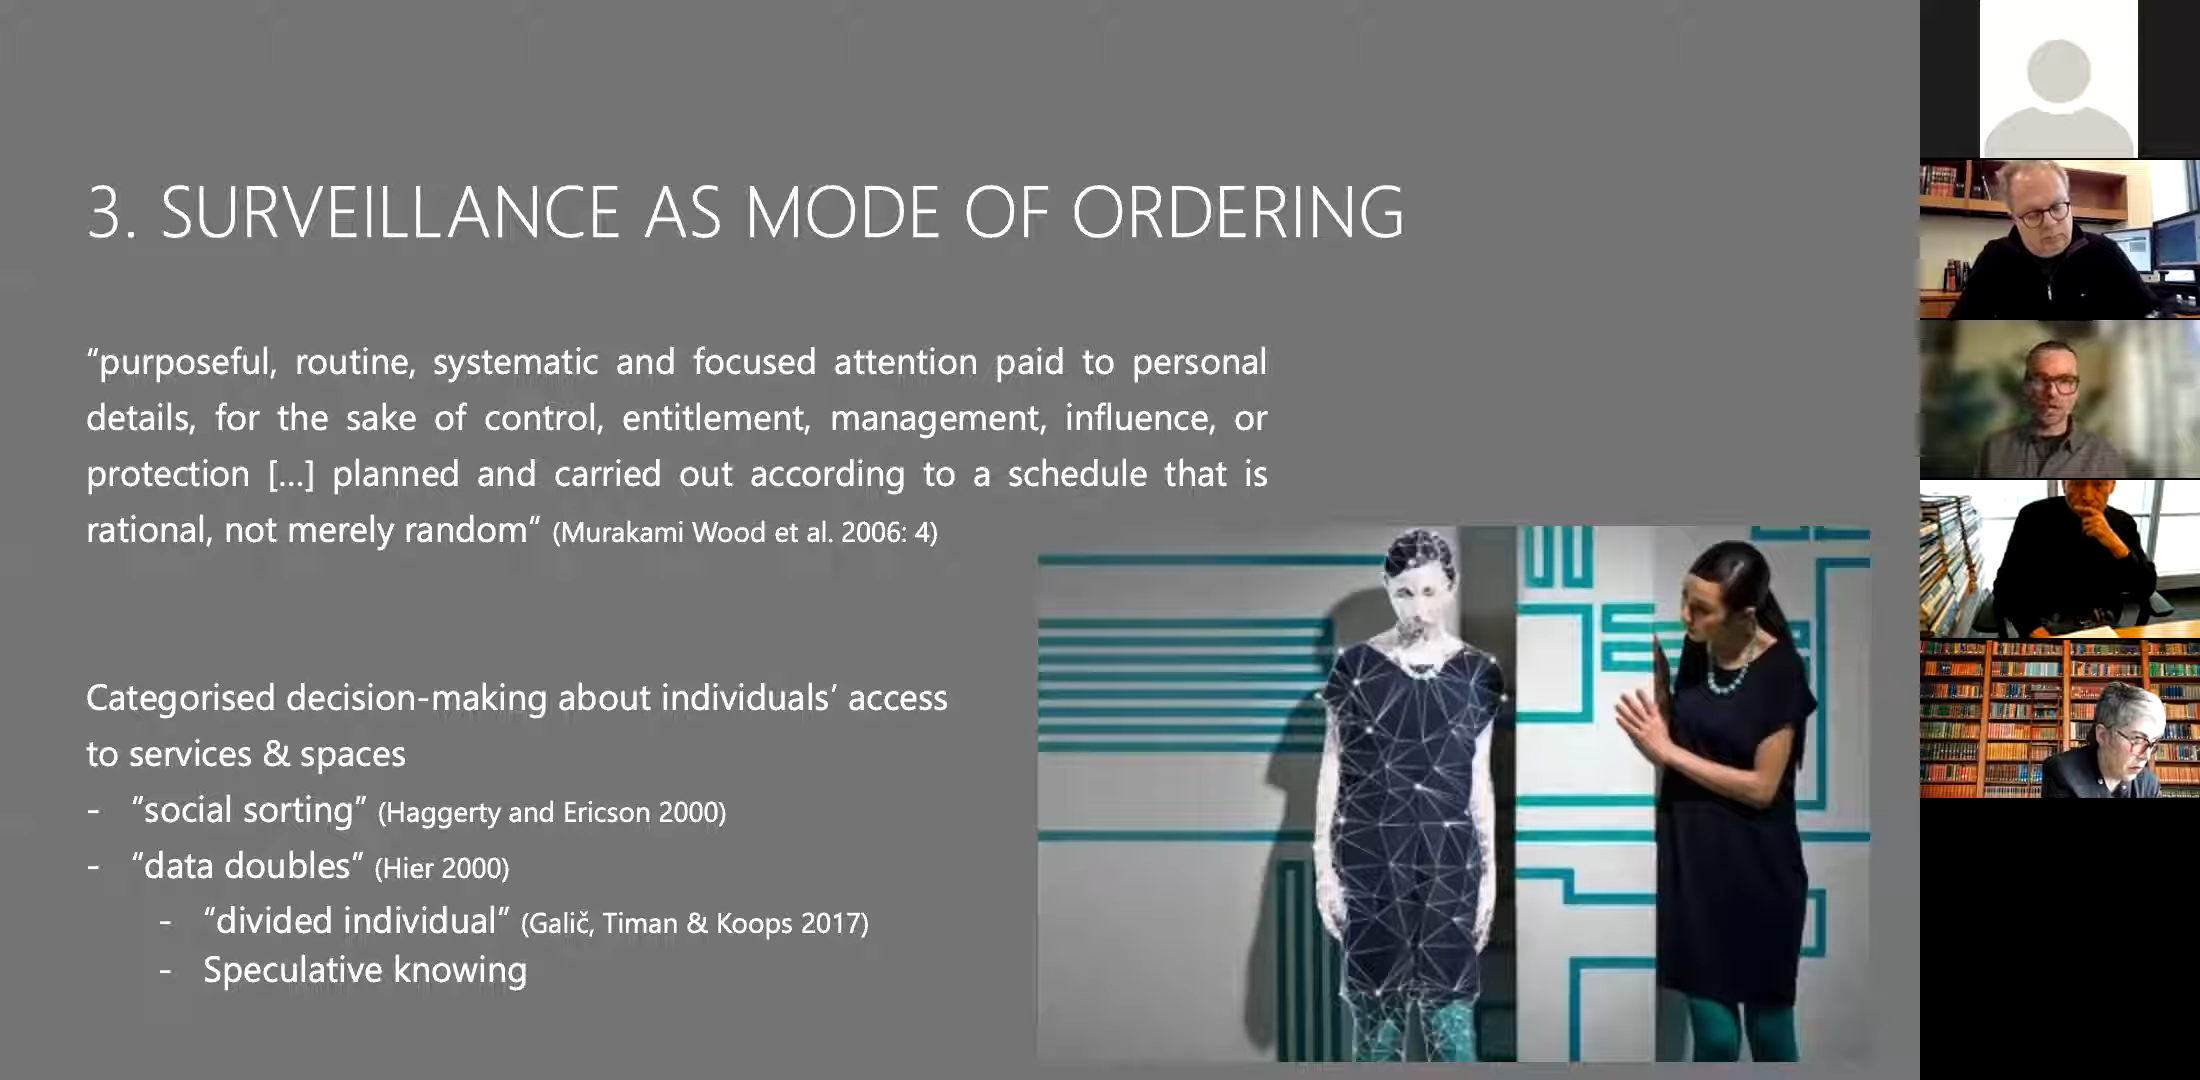 3. SURVEILLANCE AS MODE OF ORDERING
“purposeful, routine, systematic and focused attention paid to personal
details, for the sake of control, entitlement, management, influence, or
protection [...] planned and carried out according to a schedule that is
rational, not merely random” (Murakami Wood et al. 2006: 4)
Categorised decision-making about individuals’ access
to services & spaces
- “social sorting” (Haggerty and Ericson 2000)
- “data doubles” (Hier 2000)
- “divided individual” (Galič, Timan & Koops 2017)
- Speculative knowing